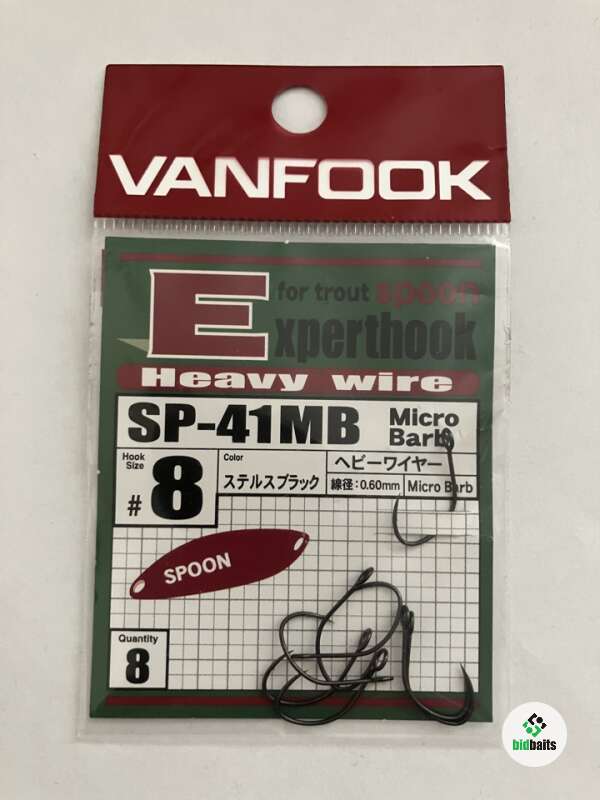 VANFOOK
for trout spoon
Experthook
Heavy wire
SP-41MB Micro Barb
Hook Size
#8
Color
ステルスブラック
ヘビーワイヤー
線径:0.60mm Micro Barb
SPOON
Quantity
8
bidbaits